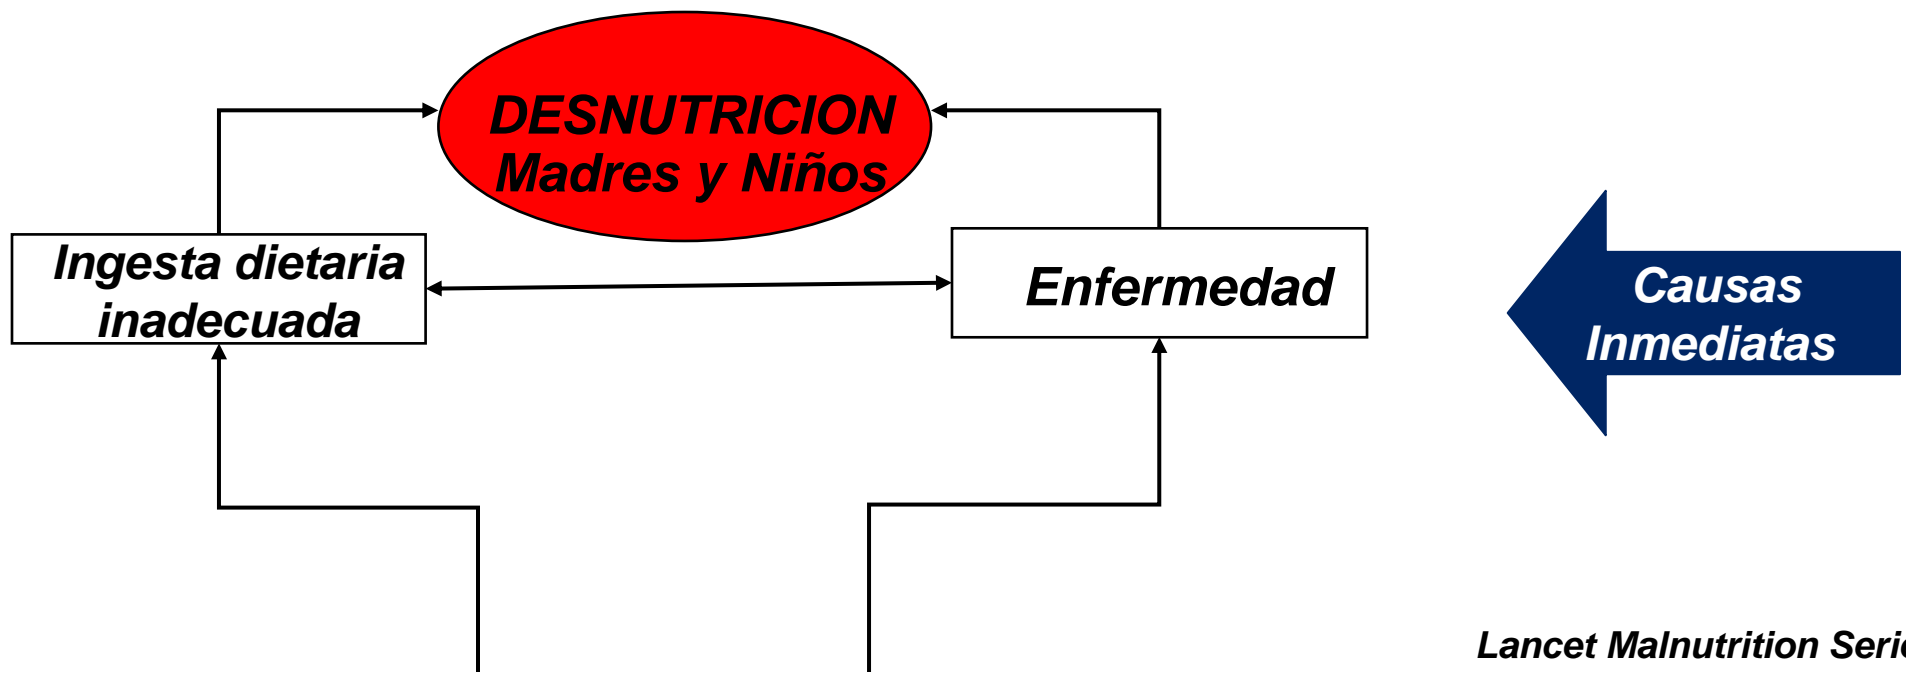 DESNUTRICION
Madres y Niños
Ingesta dietaria
inadecuada
Enfermedad
Causas
Inmediatas
Lancet Malnutrition